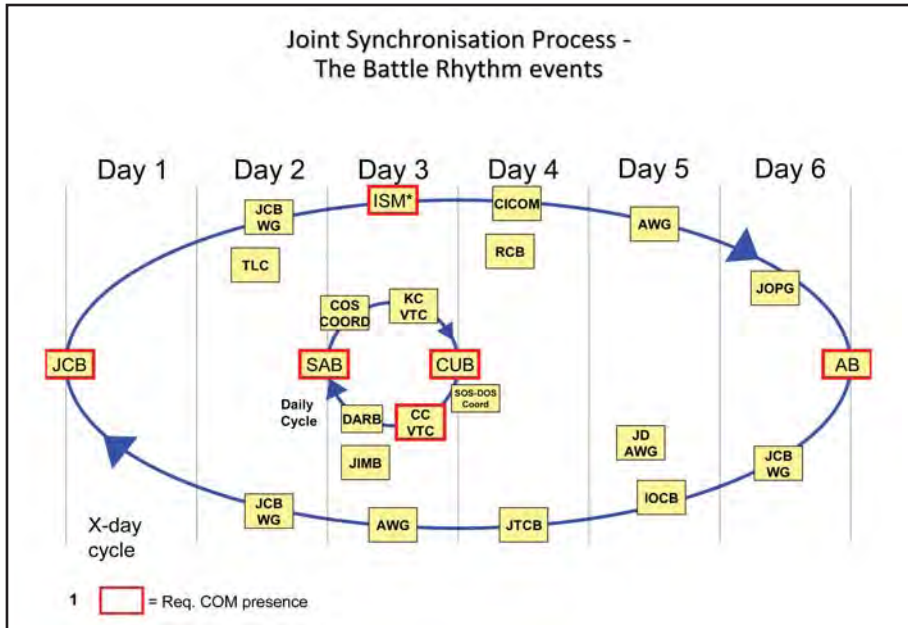 Joint Synchronisation Process -
The Battle Rhythm events
Day 1
Day 2
Day 3
Day 4
Day 5
Day 6
JCB
WG
ISM*
CICOM
AWG
TLC
RCB
JOPG
COS
COORD
KC
VTC
JCB
SAB
CUB
AB
SOS-DOS
Coord
Daily
Cycle
DARB
CC
VTC
JD
AWG
JIMB
JCB
WG
JCB
WG
AWG
JTCB
IOCB
X-day
cycle
1
= Req. COM presence